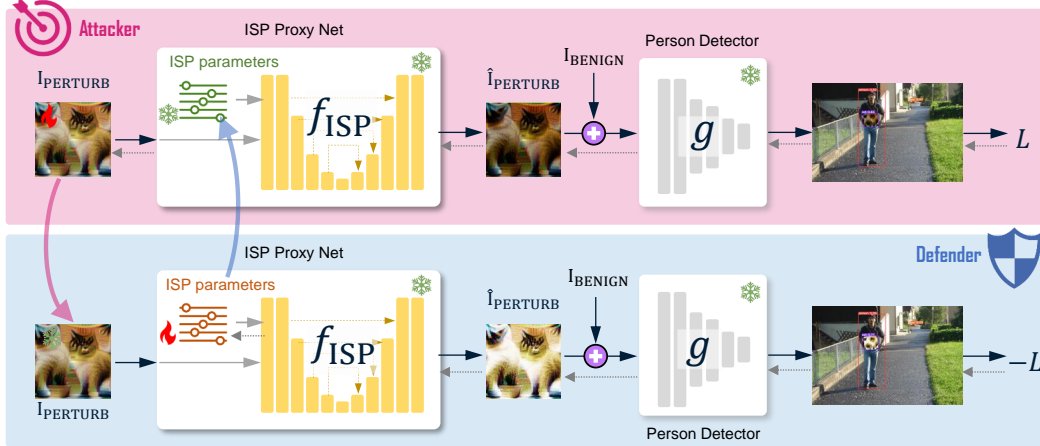 Attacker
ISP Proxy Net
Person Detector
I_PERTURB
ISP parameters
f_ISP
Î_PERTURB
I_BENIGN
g
L
ISP Proxy Net
Defender
ISP parameters
f_ISP
Î_PERTURB
I_BENIGN
g
-L
I_PERTURB
Person Detector